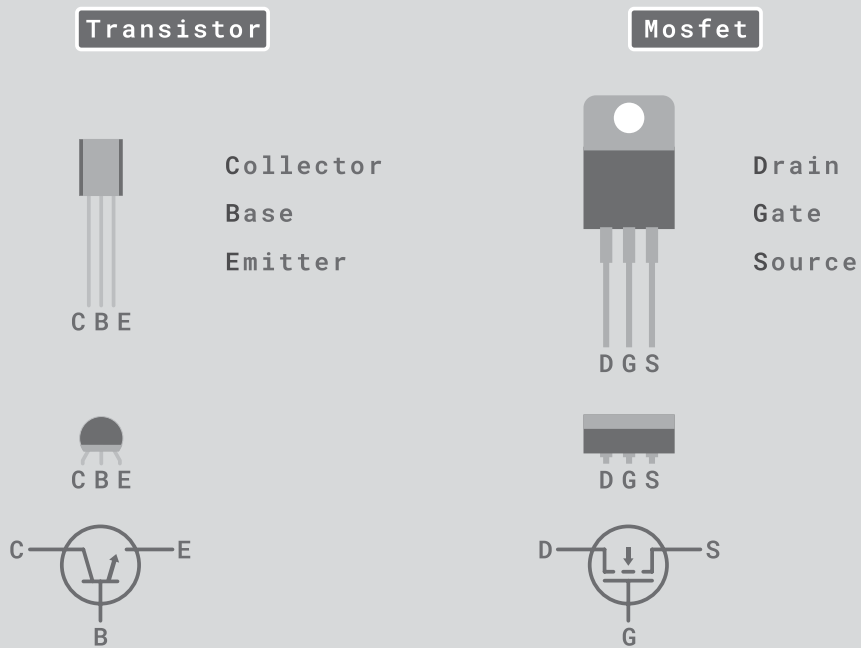 Transistor
Collector
Base
Emitter
C B E
C B E
C E
B
Mosfet
Drain
Gate
Source
D G S
D G S
D S
G